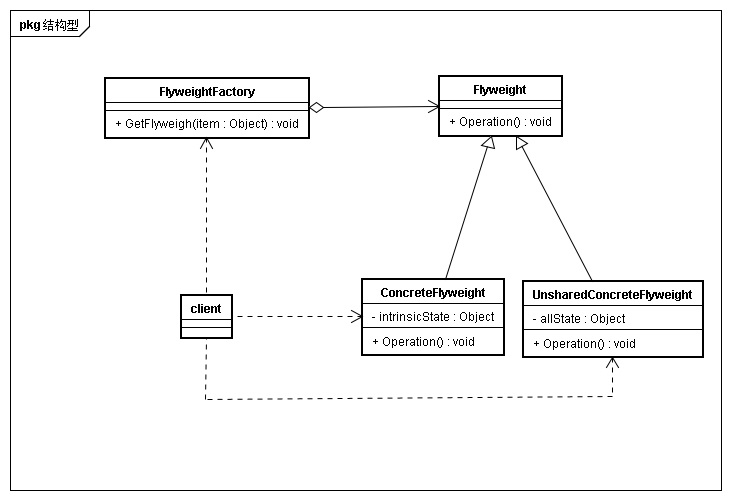 pkg 结构型
FlyweightFactory
+ GetFlyweigh(item : Object) : void
Flyweight
+ Operation() : void
client
ConcreteFlyweight
- intrinsicState : Object
+ Operation() : void
UnsharedConcreteFlyweight
- allState : Object
+ Operation() : void